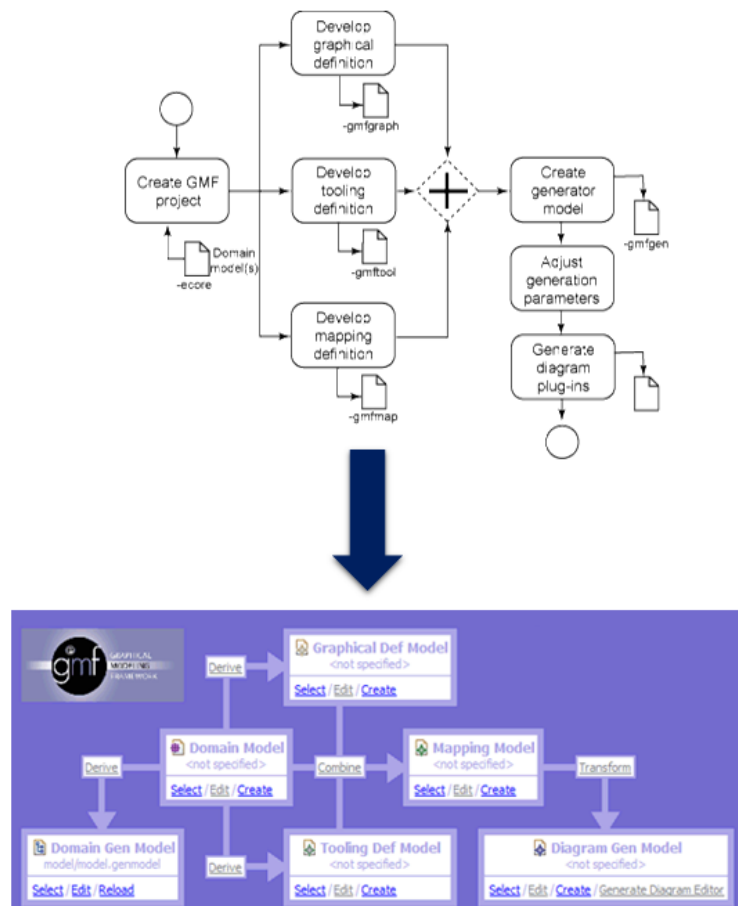 Develop
graphical
definition
-gmfgraph
Create GMF
project
Domain
model(s)
-ecore
Develop
tooling
definition
-gmftool
Develop
mapping
definition
-gmfmap
Create
generator
model
-gmfgen
Adjust
generation
parameters
Generate
diagram
plug-ins
gmf
GRAPHICAL
MODELING
FRAMEWORK
Derive
Graphical Def Model
<not specified>
Select / Edit / Create
Derive
Domain Model
<not specified>
Select / Edit / Create
Combine
Mapping Model
<not specified>
Select / Edit / Create
Transform
Domain Gen Model
model/model.genmodel
Select / Edit / Reload
Derive
Tooling Def Model
<not specified>
Select / Edit / Create
Diagram Gen Model
<not specified>
Select / Edit / Create / Generate Diagram Editor